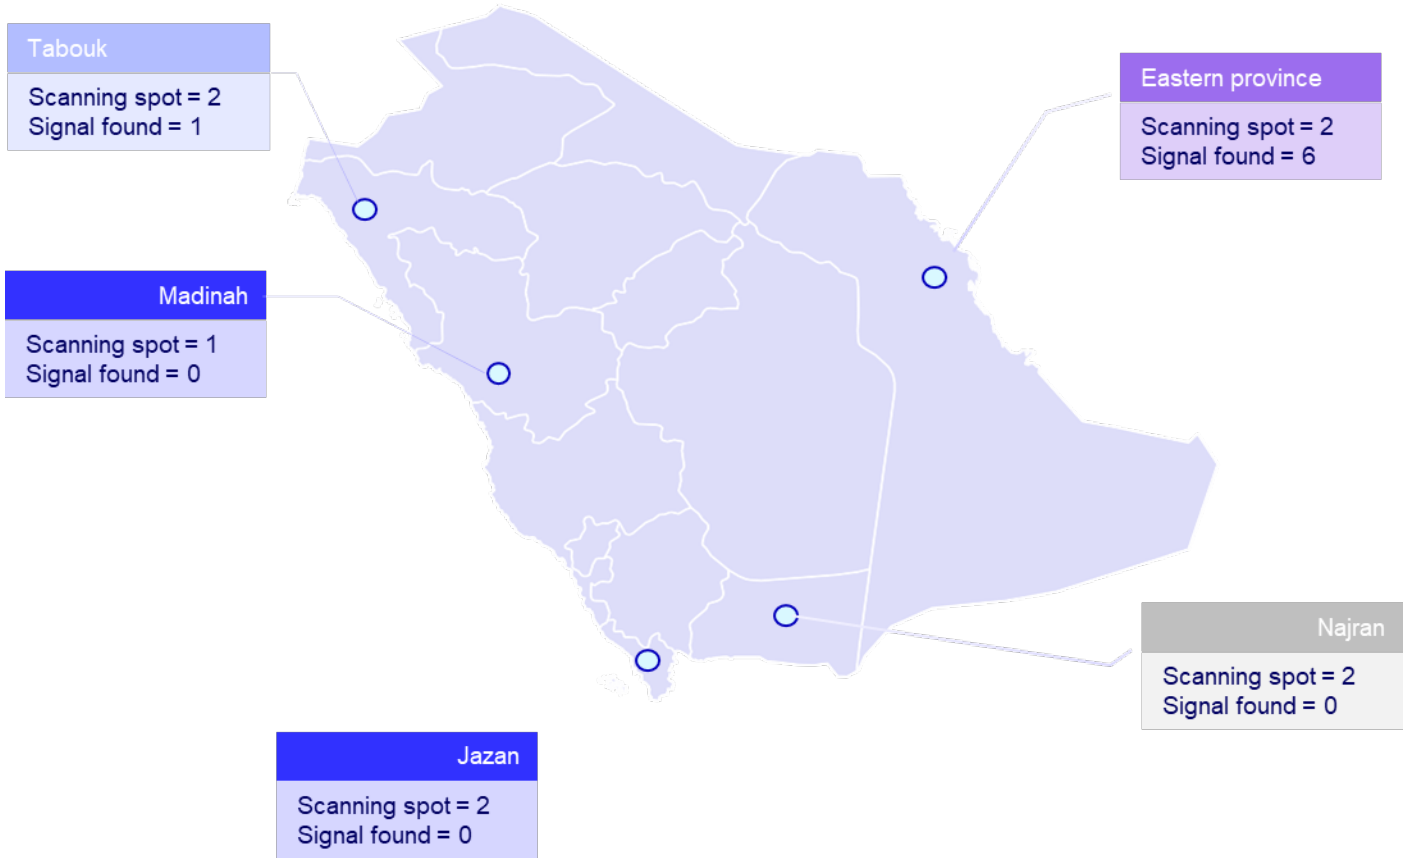 Tabouk
Scanning spot = 2
Signal found = 1
Eastern province
Scanning spot = 2
Signal found = 6
Madinah
Scanning spot = 1
Signal found = 0
Najran
Scanning spot = 2
Signal found = 0
Jazan
Scanning spot = 2
Signal found = 0